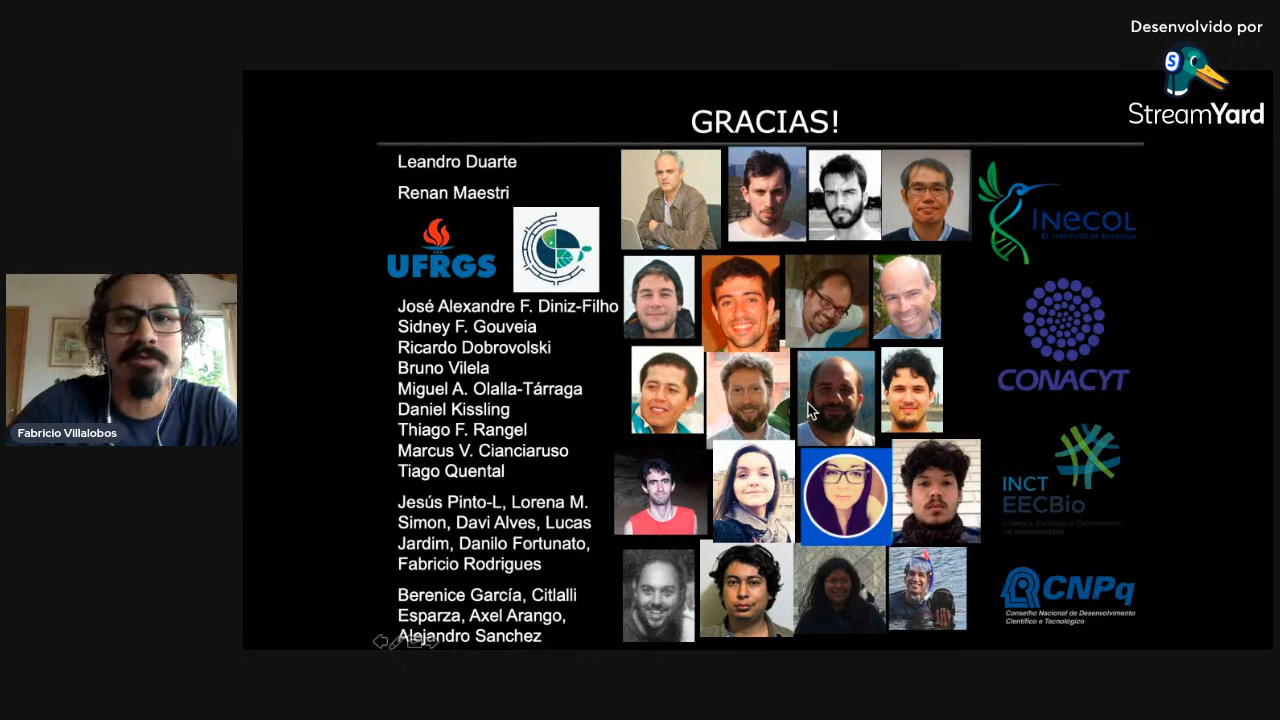 Desenvolvido por
StreamYard
GRACIAS!
Leandro Duarte
Renan Maestri
UFRGS
José Alexandre F. Diniz-Filho
Sidney F. Gouveia
Ricardo Dobrovolski
Bruno Vilela
Miguel A. Olalla-Tárraga
Daniel Kissling
Thiago F. Rangel
Marcus V. Cianciaruso
Tiago Quental
Jesús Pinto-L, Lorena M.
Simon, Davi Alves, Lucas
Jardim, Danilo Fortunato,
Fabricio Rodrigues
Berenice García, Citlalli
Esparza, Axel Arango,
Alejandro Sanchez
INECOL
CONACYT
INCT
EECBio
CNPq
Conselho Nacional de Desenvolvimento
Científico e Tecnológico
Fabricio Villalobos